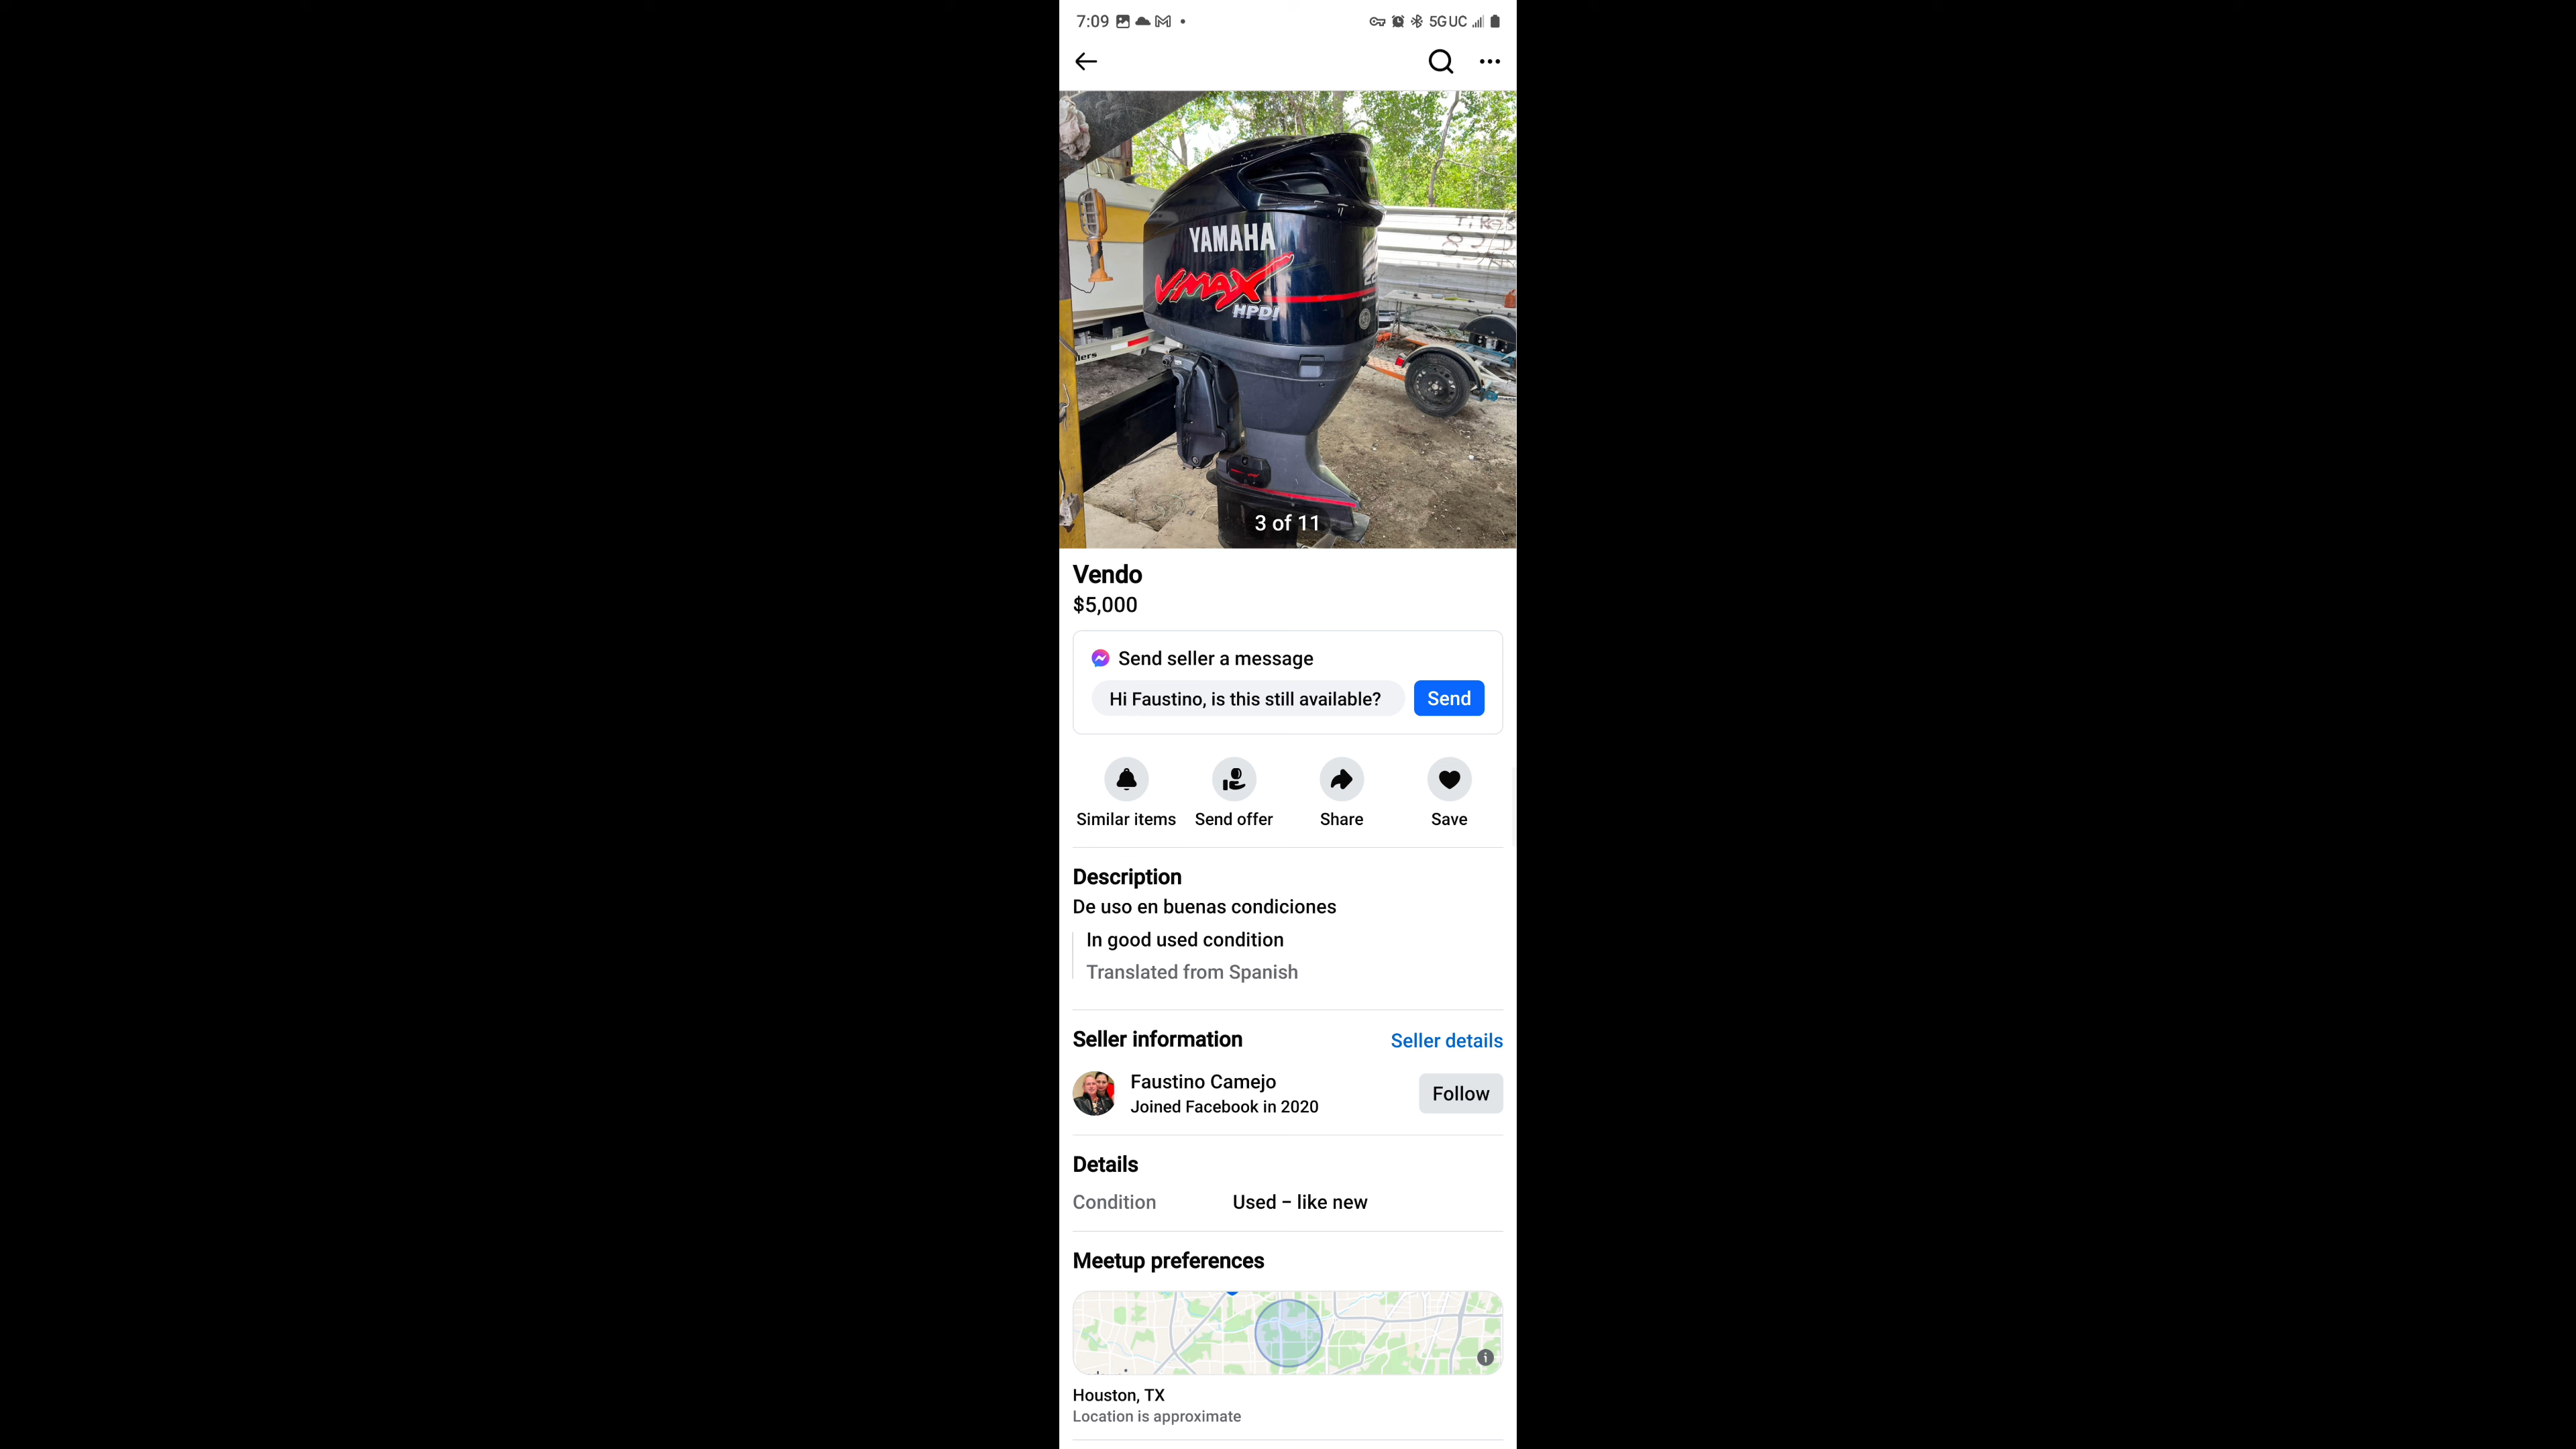 7:09
5G UC
YAMAHA
VMAX
HPDI
3 of 11
Vendo
$5,000
Send seller a message
Hi Faustino, is this still available?
Send
Similar items
Send offer
Share
Save
Description
De uso en buenas condiciones
In good used condition
Translated from Spanish
Seller information
Seller details
Faustino Camejo
Joined Facebook in 2020
Follow
Details
Condition
Used – like new
Meetup preferences
Houston, TX
Location is approximate